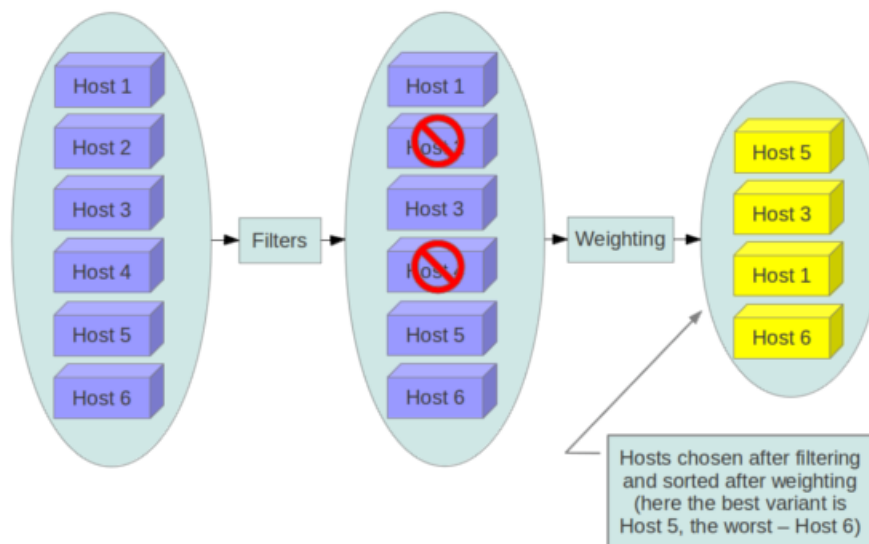 Host 1
Host 2
Host 3
Host 4
Host 5
Host 6
Filters
Host 1
Host 3
Host 5
Host 6
Weighting
Host 5
Host 3
Host 1
Host 6
Hosts chosen after filtering
and sorted after weighting
(here the best variant is
Host 5, the worst – Host 6)